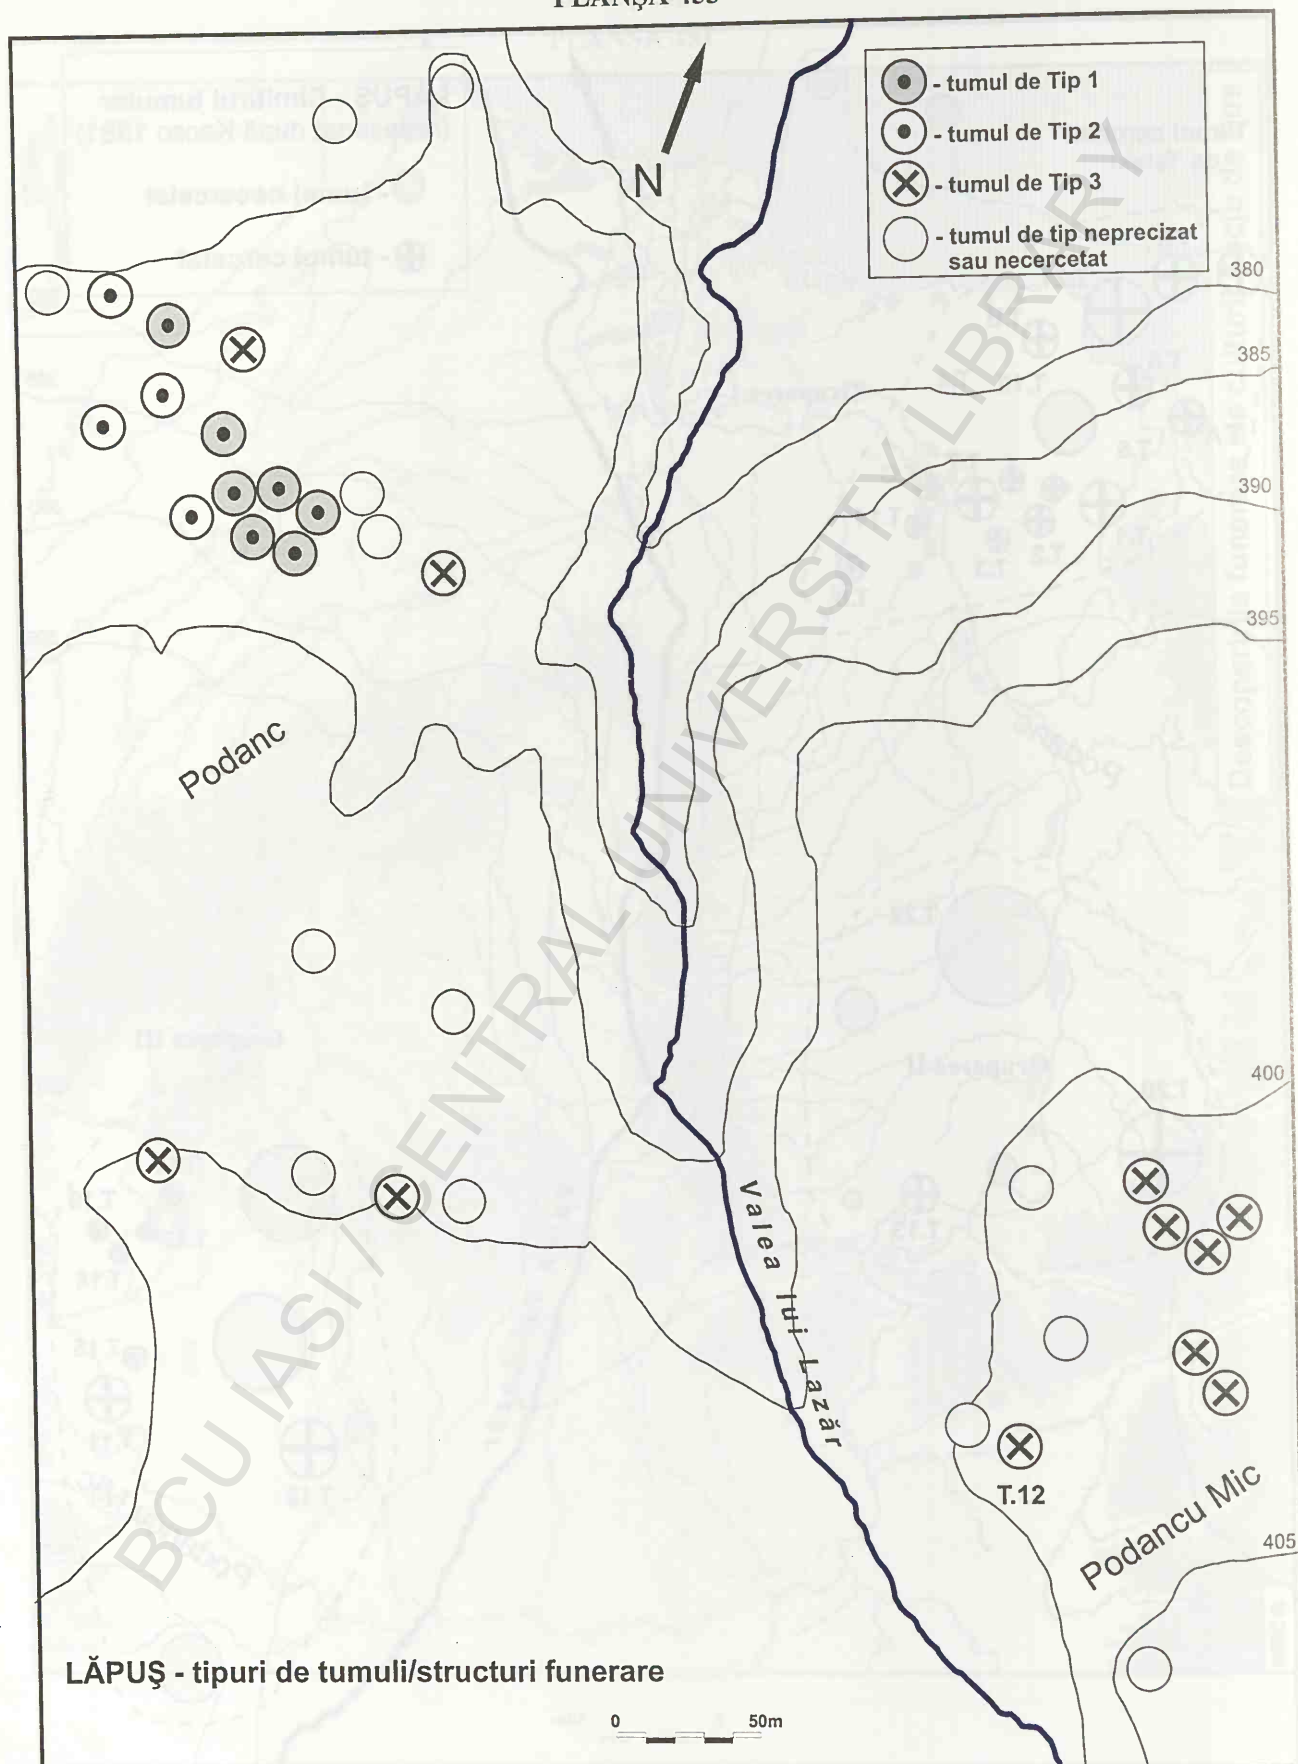 - tumul de Tip 1
- tumul de Tip 2
- tumul de Tip 3
- tumul de tip neprecizat
sau necercetat
N
380
385
390
395
Podanc
400
Valea lui Lazăr
T.12
Podancu Mic
405
LĂPUŞ - tipuri de tumuli/structuri funerare
0 50m
BCU IASI / CENTRAL UNIVERSITY LIBRARY